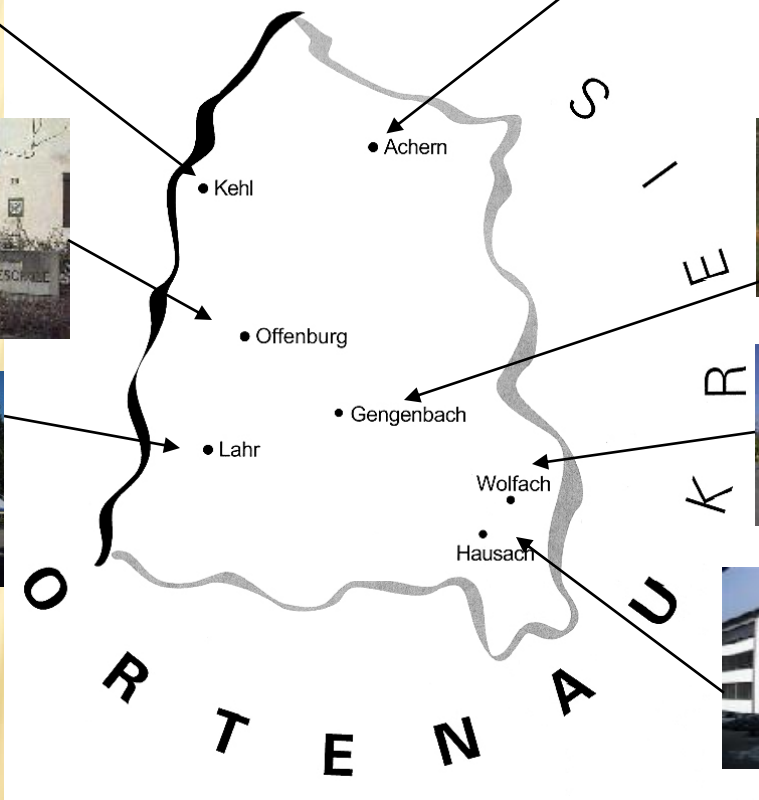 Achern
Kehl
Offenburg
Gengenbach
Lahr
Wolfach
Hausach
ORTENAUKREIS